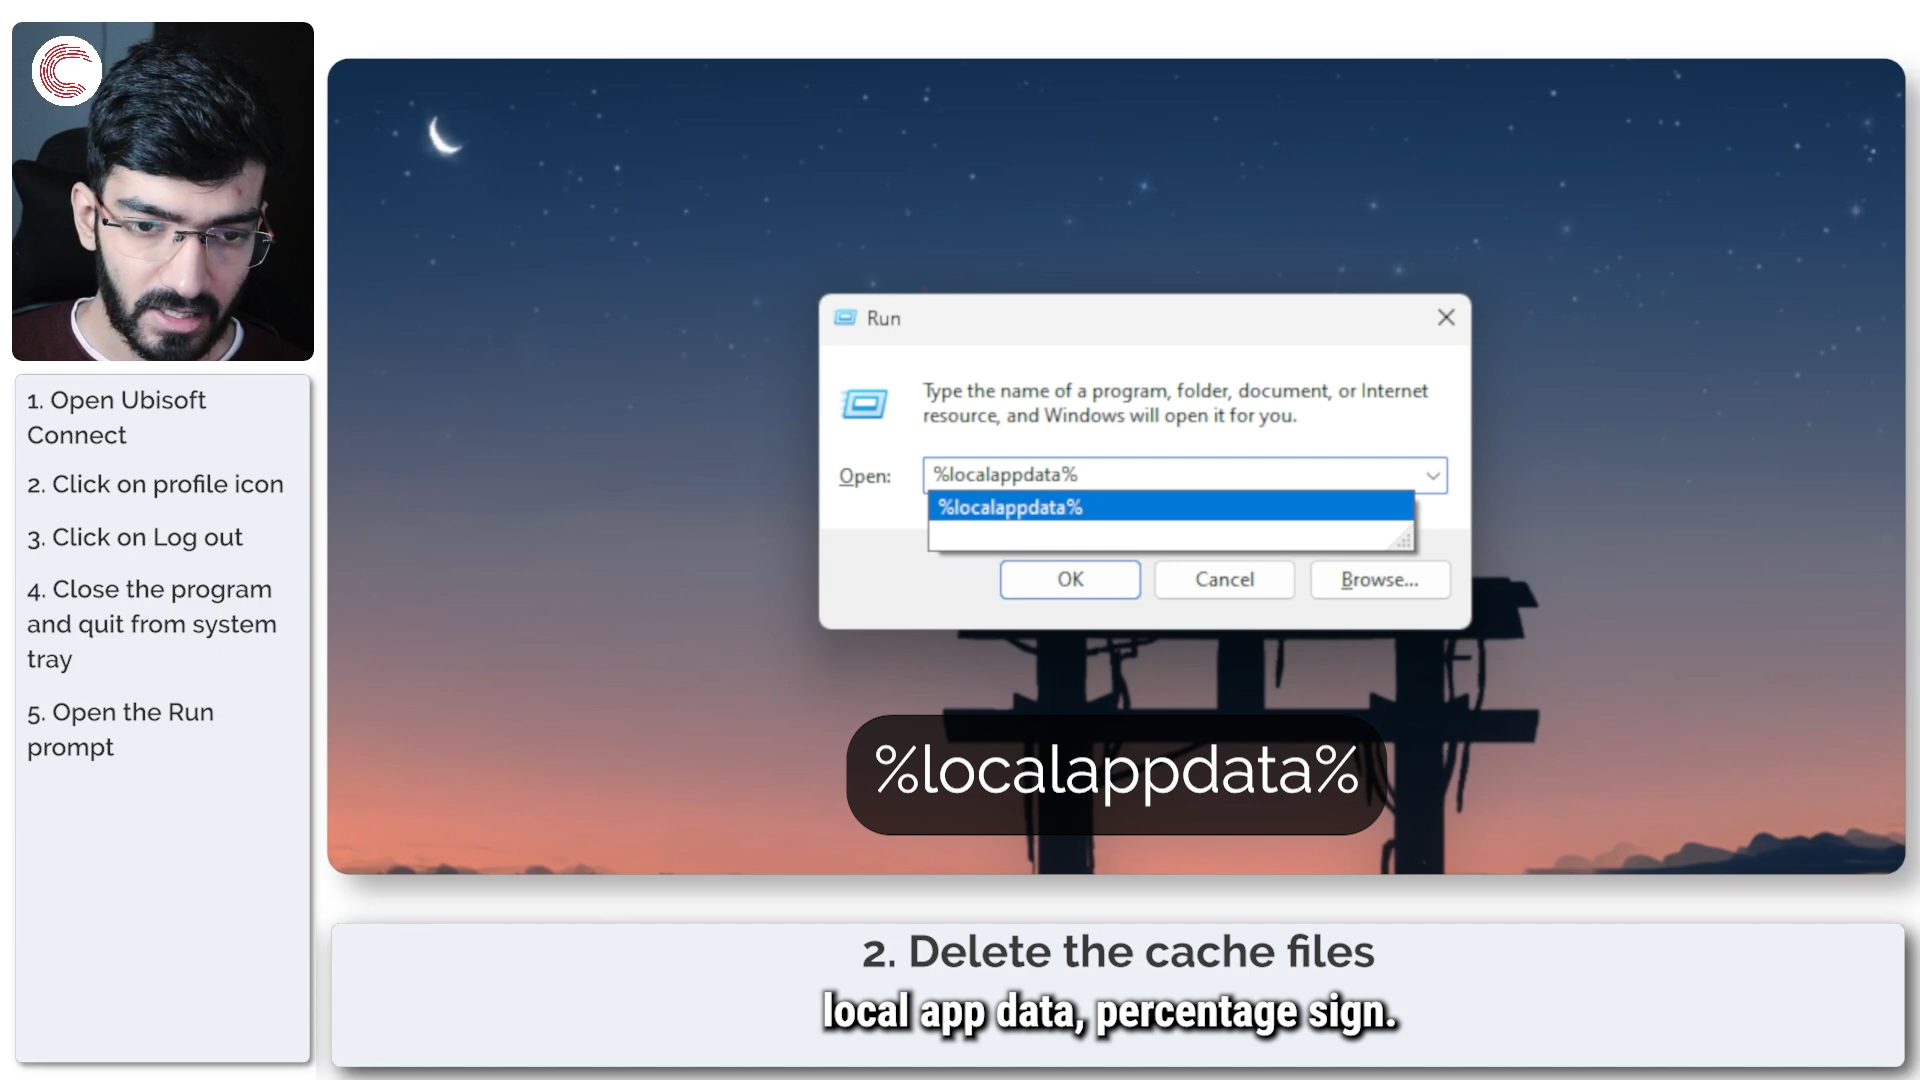 1. Open Ubisoft
Connect
2. Click on profile icon
3. Click on Log out
4. Close the program
and quit from system
tray
5. Open the Run
prompt
Run
Type the name of a program, folder, document, or Internet
resource, and Windows will open it for you.
Open: %localappdata%
%localappdata%
OK Cancel Browse...
%localappdata%
2. Delete the cache files
local app data, percentage sign.